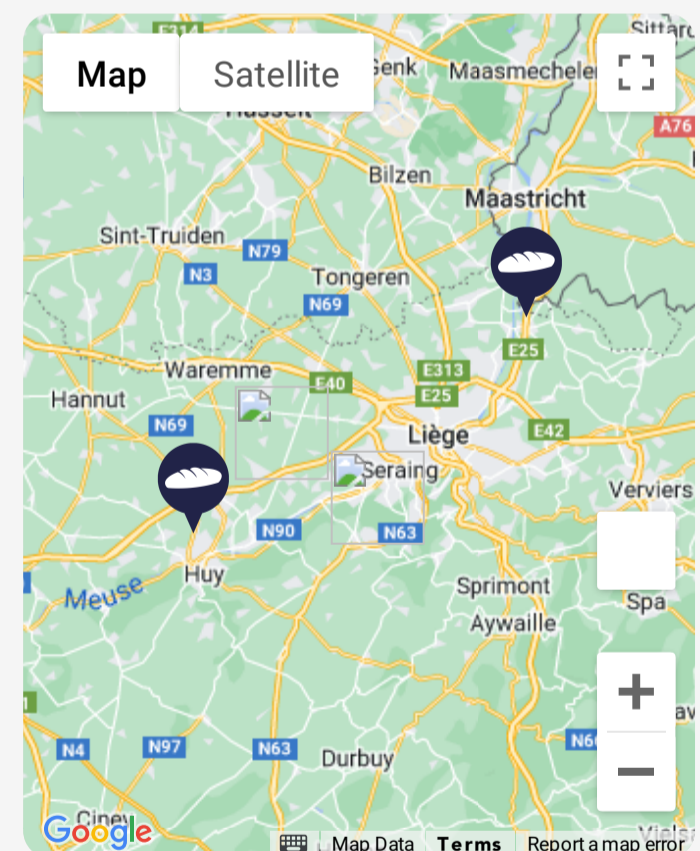 E314
Sittard
Map
Satellite
Genk
Maasmechelen
Hasselt
A76
Bilzen
Maastricht
Sint-Truiden
N79
N3
Tongeren
N69
E25
Waremme
E313
E40
E25
Hannut
N69
Liège
E42
Seraing
Verviers
N90
N63
Huy
Meuse
Sprimont
Spa
Aywaille
+
−
N4
N97
N63
Durbuy
Ciney
Google
Map Data
Terms
Report a map error